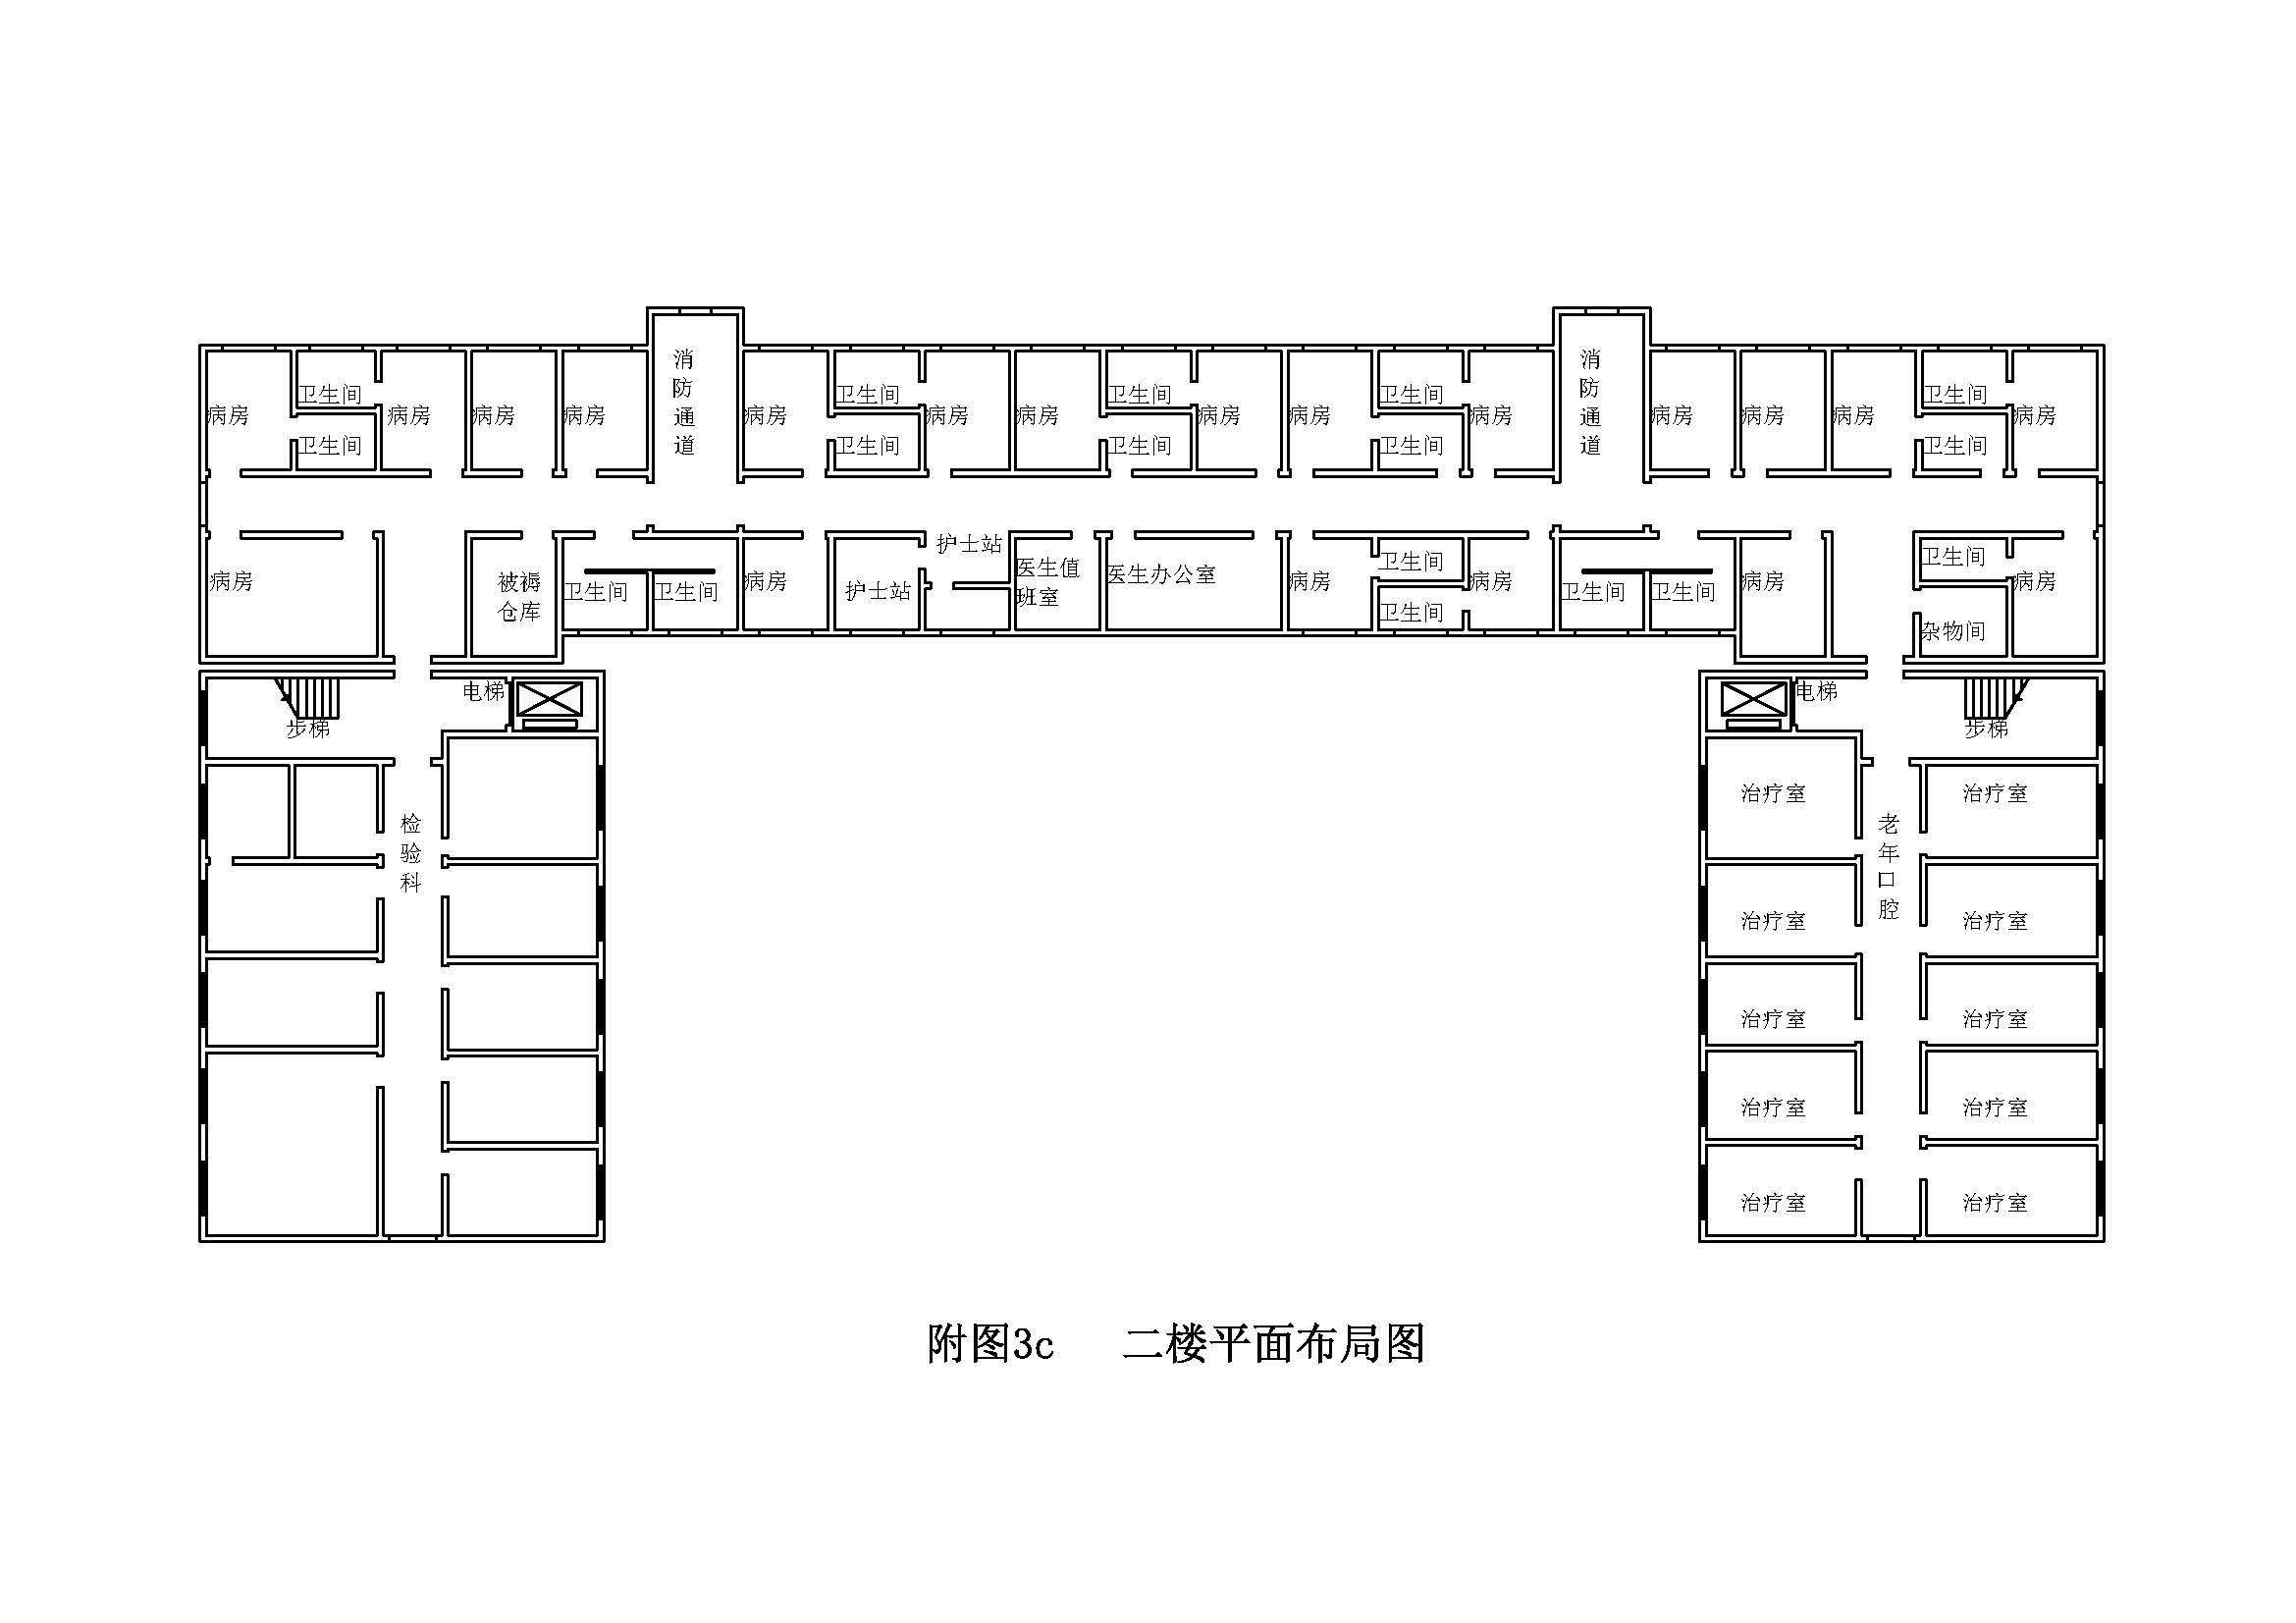 消防通道
消防通道
卫生间
卫生间
卫生间
卫生间
卫生间
病房
病房
病房
病房
病房
病房
病房
病房
病房
病房
病房
病房
病房
病房
卫生间
卫生间
卫生间
卫生间
卫生间
病房
被褥
仓库
卫生间
卫生间
病房
护士站
护士站
医生值
班室
医生办公室
病房
卫生间
卫生间
病房
卫生间
卫生间
病房
卫生间
杂物间
病房
电梯
步梯
电梯
步梯
检验科
老年口腔
治疗室
治疗室
治疗室
治疗室
治疗室
治疗室
治疗室
治疗室
治疗室
治疗室
附图3c 二楼平面布局图